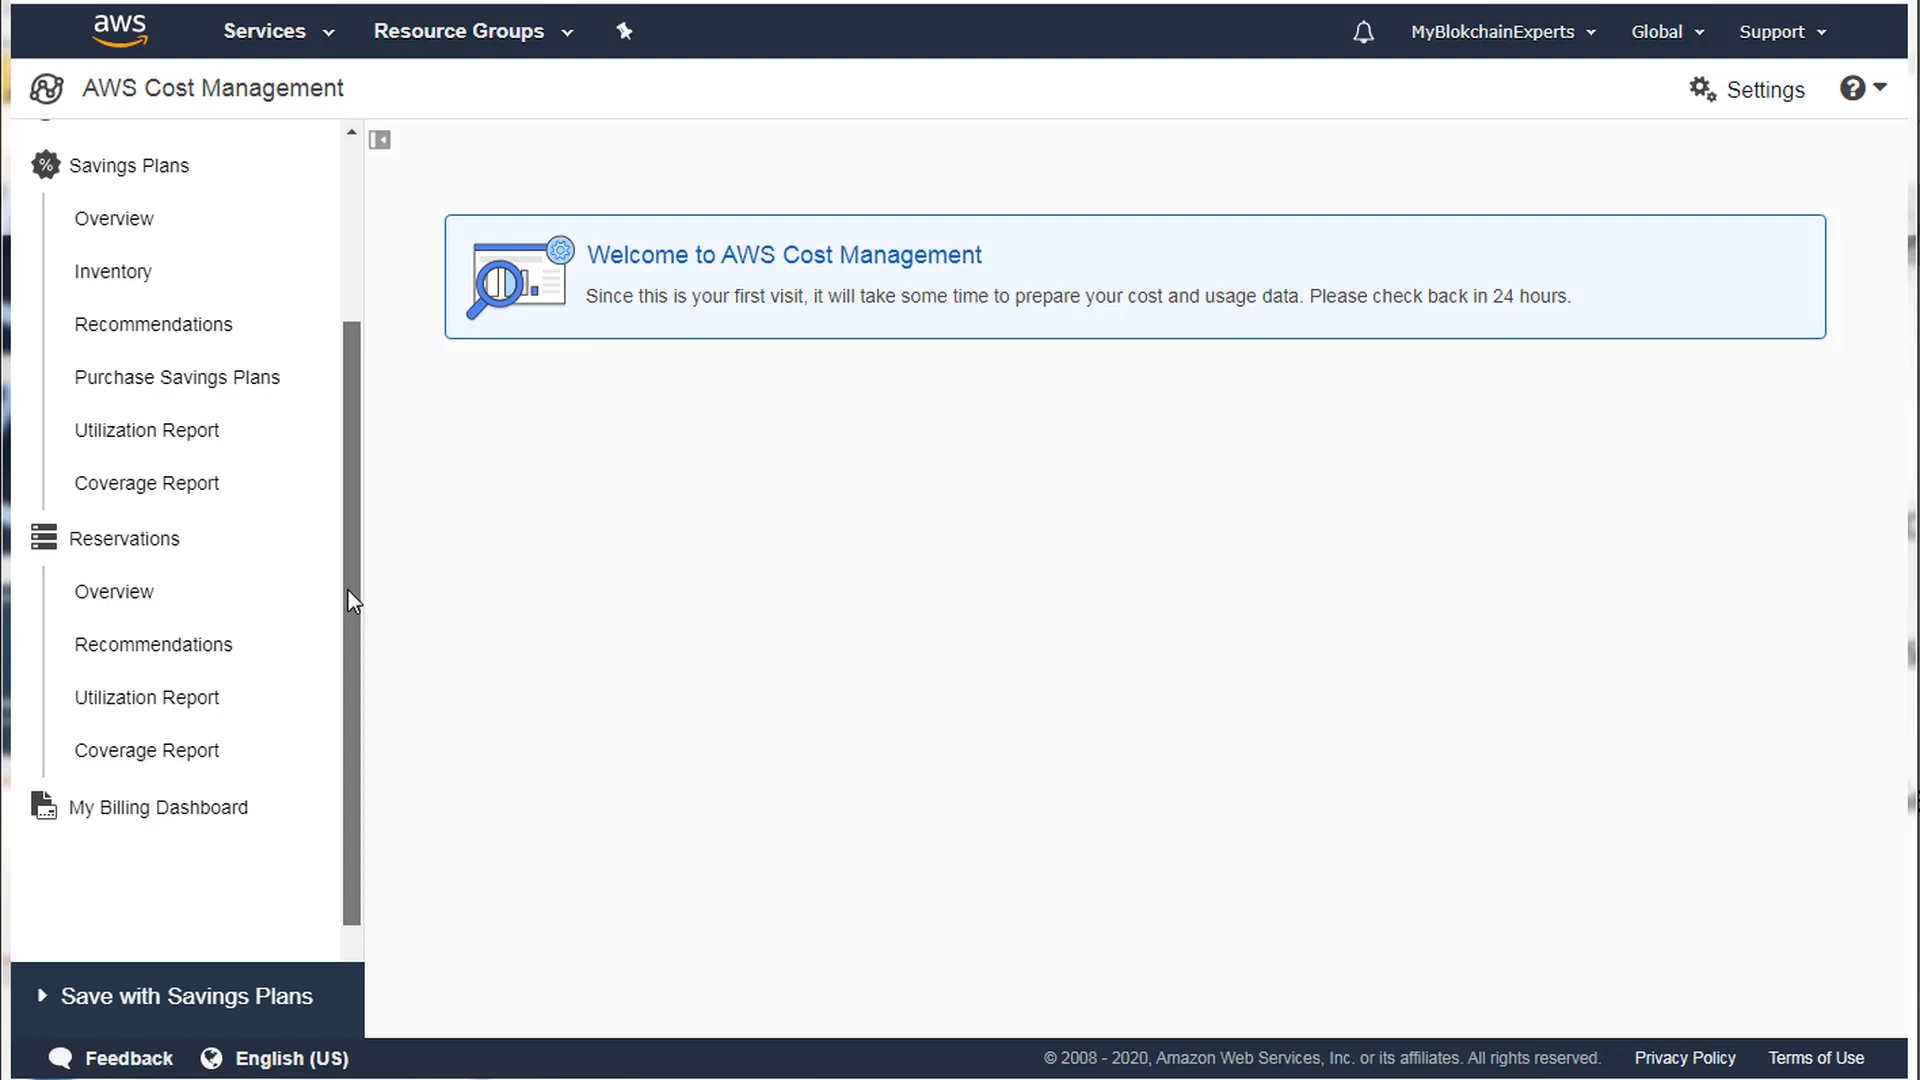 aws
Services
Resource Groups
MyBlokchainExperts
Global
Support
AWS Cost Management
Settings
?
% Savings Plans
Overview
Inventory
Recommendations
Purchase Savings Plans
Utilization Report
Coverage Report
Reservations
Overview
Recommendations
Utilization Report
Coverage Report
My Billing Dashboard
Save with Savings Plans
Welcome to AWS Cost Management
Since this is your first visit, it will take some time to prepare your cost and usage data. Please check back in 24 hours.
Feedback
English (US)
© 2008 - 2020, Amazon Web Services, Inc. or its affiliates. All rights reserved.
Privacy Policy
Terms of Use